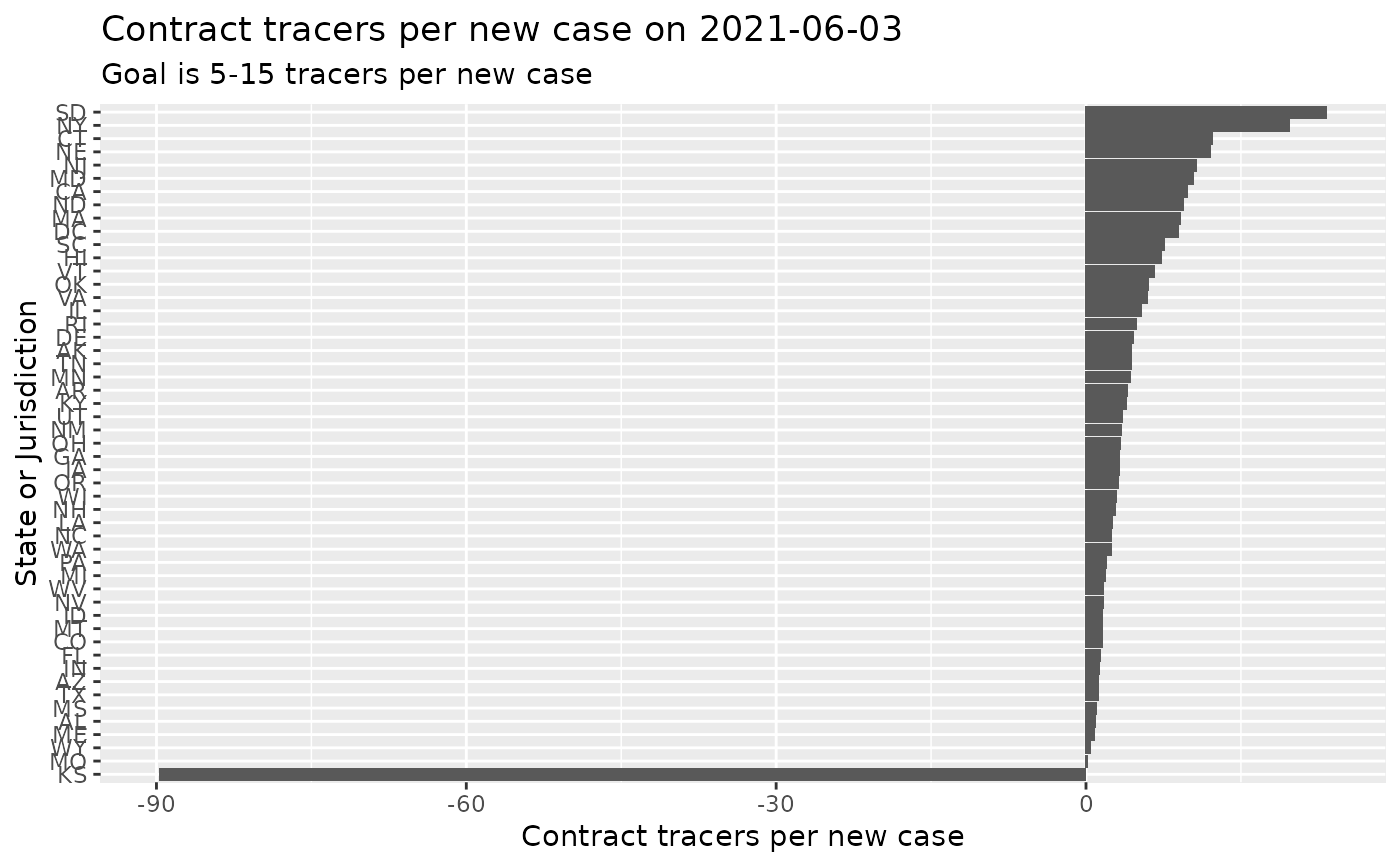 Contract tracers per new case on 2021-06-03
Goal is 5-15 tracers per new case
State or Jurisdiction
SD
NY
CT
NE
NJ
MD
CA
ND
MA
DC
SC
HI
VT
OK
VA
IL
RI
DE
AK
TN
MN
AR
KY
UT
NM
OH
GA
IA
OR
WI
NH
LA
NC
WA
PA
MI
WV
NV
ID
MT
CO
FL
IN
AZ
TX
MS
AL
ME
WY
MO
KS
-90 -60 -30 0
Contract tracers per new case